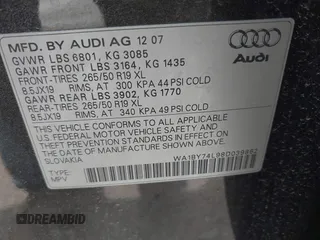 MFD. BY AUDI AG 12 07
GVWR LBS 6801, KG 3085
GAWR FRONT LBS 3164, KG 1435
FRONT-TIRES 265/50 R19 XL
8.5JX19 RIMS, AT 300 KPA 44 PSI COLD
GAWR REAR LBS 3902, KG 1770
REAR-TIRES 265/50 R19 XL
8.5JX19 RIMS, AT 340 KPA 49 PSI COLD
Audi
THIS VEHICLE CONFORMS TO ALL APPLICABLE
U.S. FEDERAL MOTOR VEHICLE SAFETY AND
THEFT PREVENTION STANDARDS IN EFFECT
ON THE DATE OF MANUFACTURE SHOWN ABOVE.
SLOVAKIA
TYPE:
MPV
DREAMBID